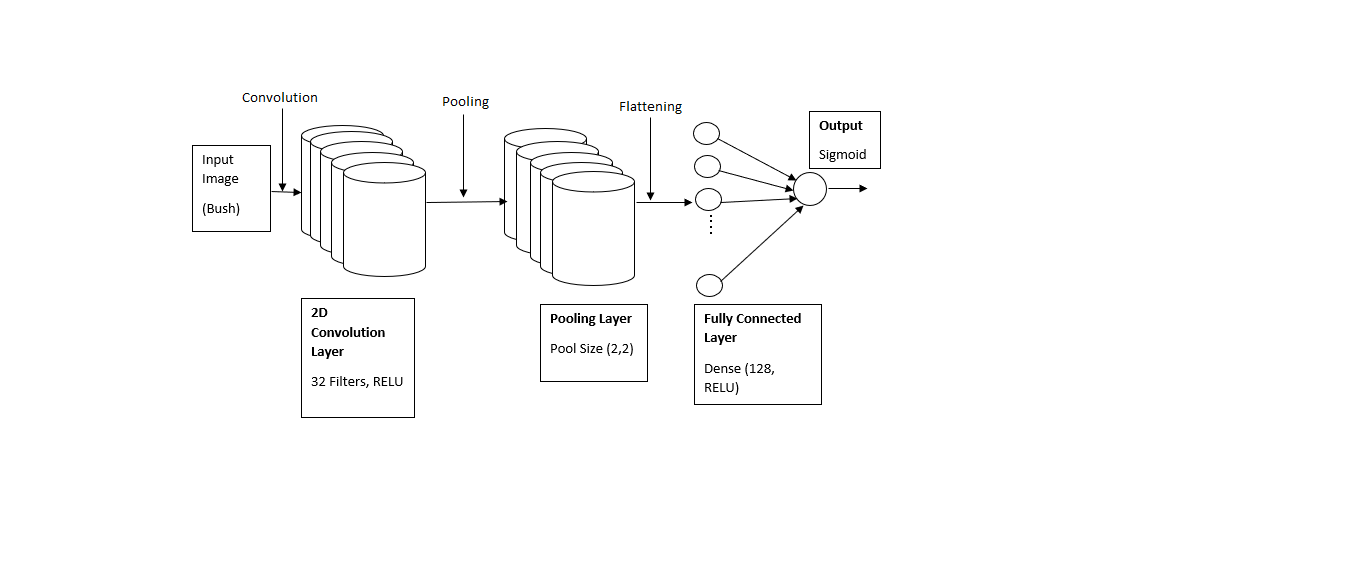 Convolution
Pooling
Flattening
Input
Image
(Bush)
Output
Sigmoid
2D
Convolution
Layer
32 Filters, RELU
Pooling Layer
Pool Size (2,2)
Fully Connected
Layer
Dense (128,
RELU)